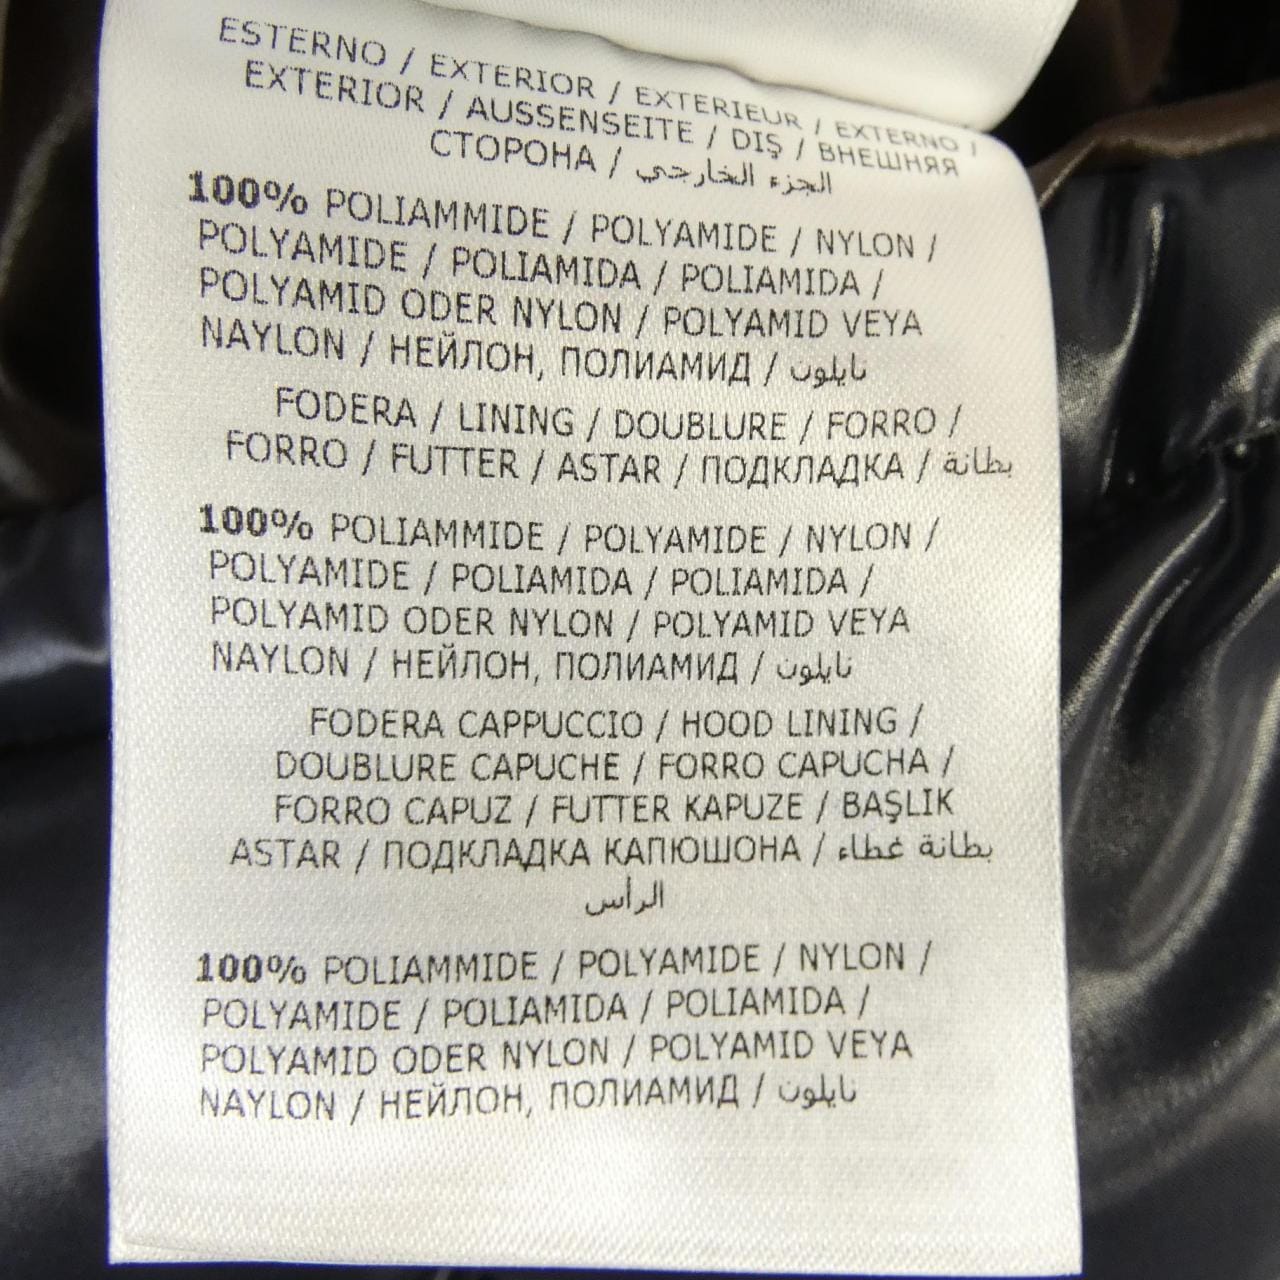 ESTERNO / EXTERIOR / EXTERIEUR / EXTERNO /
EXTERIOR / AUSSENSEITE / DIŞ / ВНЕШНЯЯ
СТОРОНА / الجزء الخارجي
100% POLIAMMIDE / POLYAMIDE / NYLON /
POLYAMIDE / POLIAMIDA / POLIAMIDA /
POLYAMID ODER NYLON / POLYAMID VEYA
NAYLON / НЕЙЛОН, ПОЛИАМИД / نايلون
FODERA / LINING / DOUBLURE / FORRO /
FORRO / FUTTER / ASTAR / ПОДКЛАДКА / بطانة
100% POLIAMMIDE / POLYAMIDE / NYLON /
POLYAMIDE / POLIAMIDA / POLIAMIDA /
POLYAMID ODER NYLON / POLYAMID VEYA
NAYLON / НЕЙЛОН, ПОЛИАМИД / نايلون
FODERA CAPPUCCIO / HOOD LINING /
DOUBLURE CAPUCHE / FORRO CAPUCHA /
FORRO CAPUZ / FUTTER KAPUZE / BAŞLIK
ASTAR / ПОДКЛАДКА КАПЮШОНА / بطانة غطاء
الرأس
100% POLIAMMIDE / POLYAMIDE / NYLON /
POLYAMIDE / POLIAMIDA / POLIAMIDA /
POLYAMID ODER NYLON / POLYAMID VEYA
NAYLON / НЕЙЛОН, ПОЛИАМИД / نايلون